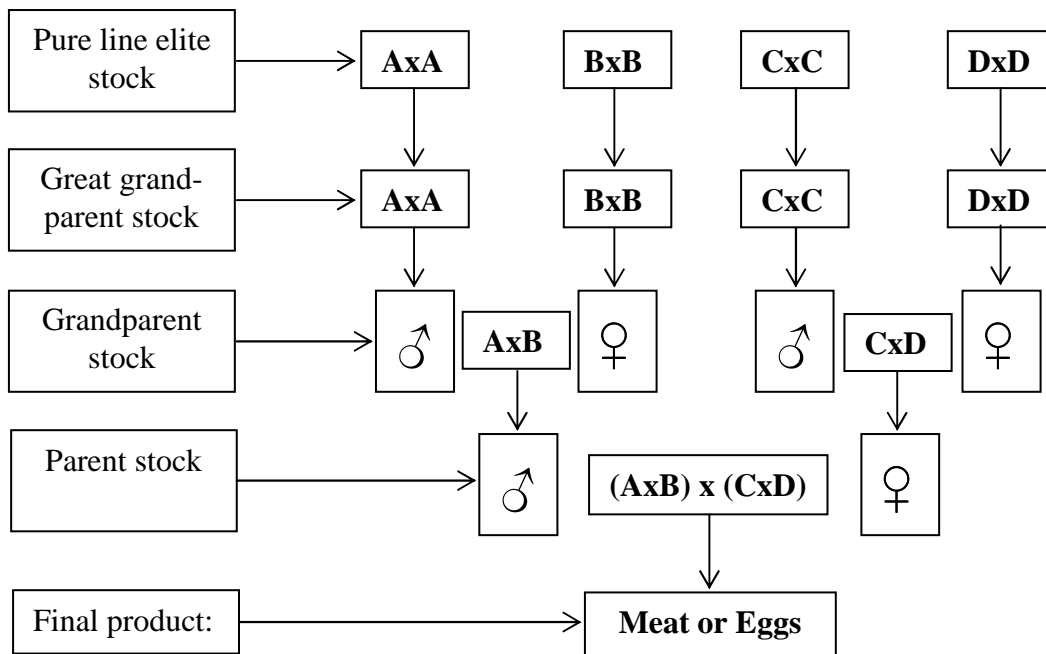 Pure line elite
stock
AxA
BxB
CxC
DxD
Great grand-
parent stock
AxA
BxB
CxC
DxD
Grandparent
stock
♂
AxB
♀
♂
CxD
♀
Parent stock
♂
(AxB) x (CxD)
♀
Final product:
Meat or Eggs